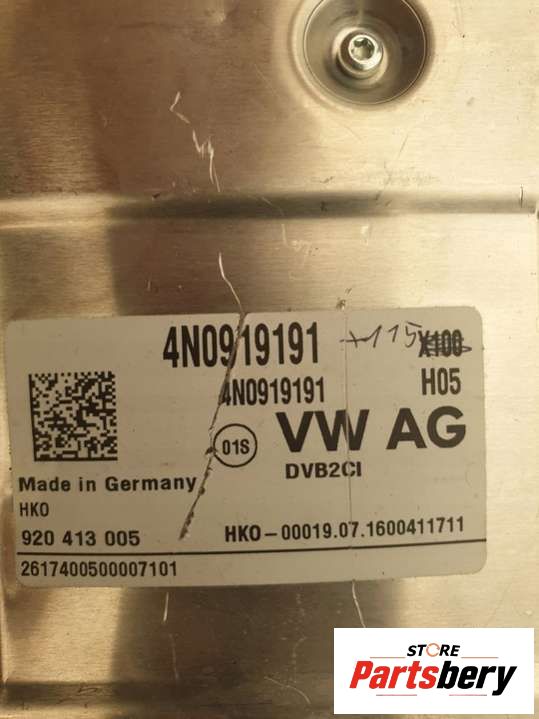 4N0919191 +115 X100
4N0919191 H05
01S VW AG
DVB2CI
Made in Germany
HKO
920 413 005 HKO-00019.07.1600411711
2617400500007101
STORE
Partsbery